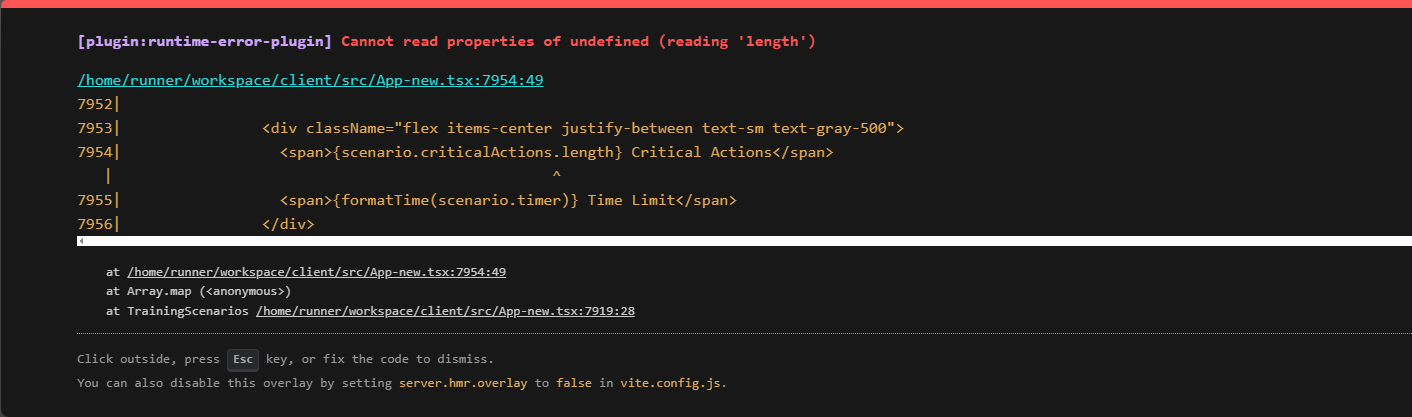 [plugin:runtime-error-plugin] Cannot read properties of undefined (reading 'length')
/home/runner/workspace/client/src/App-new.tsx:7954:49
7952|
7953|                <div className="flex items-center justify-between text-sm text-gray-500">
7954|                  <span>{scenario.criticalActions.length} Critical Actions</span>
   |                                                 ^
7955|                  <span>{formatTime(scenario.timer)} Time Limit</span>
7956|                </div>
at /home/runner/workspace/client/src/App-new.tsx:7954:49
at Array.map (<anonymous>)
at TrainingScenarios /home/runner/workspace/client/src/App-new.tsx:7919:28
Click outside, press Esc key, or fix the code to dismiss.
You can also disable this overlay by setting server.hmr.overlay to false in vite.config.js.